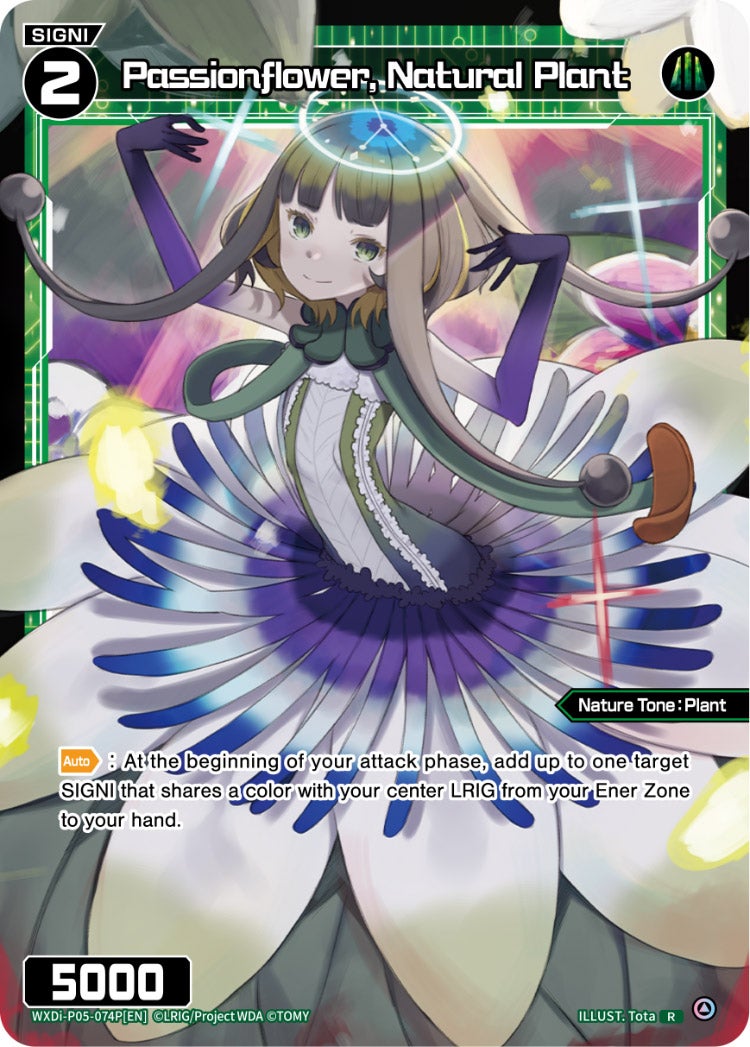 SIGNI
2
Passionflower, Natural Plant
Nature Tone:Plant
Auto : At the beginning of your attack phase, add up to one target
SIGNI that shares a color with your center LRIG from your Ener Zone
to your hand.
5000
WXDi-P05-074P[EN] ©LRIG/Project WDA ©TOMY
ILLUST. Tota R